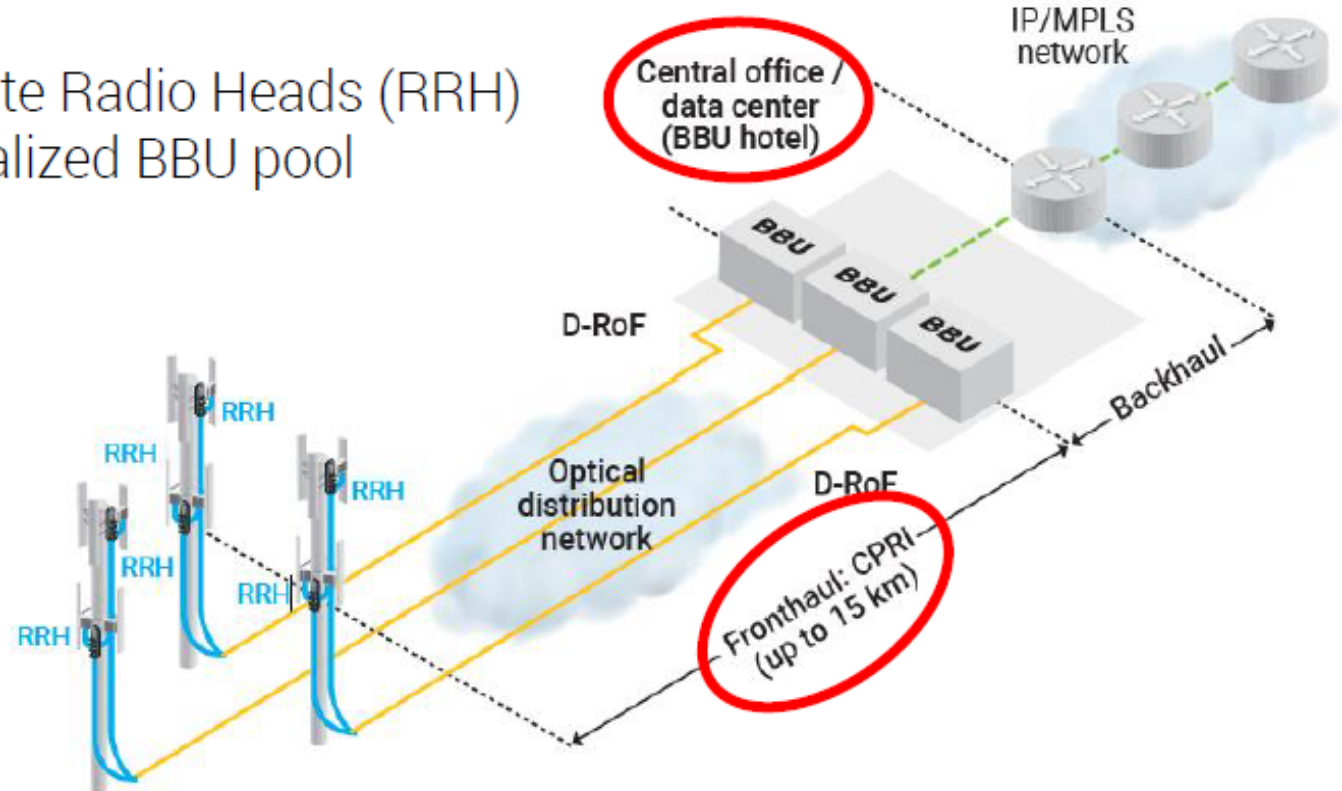 te Radio Heads (RRH)
alized BBU pool
IP/MPLS
network
Central office /
data center
(BBU hotel)
BBU
BBU
BBU
D-RoF
Backhaul
RRH
RRH
RRH
RRH
RRH
RRH
Optical
distribution
network
D-RoF
Fronthaul: CPRI
(up to 15 km)